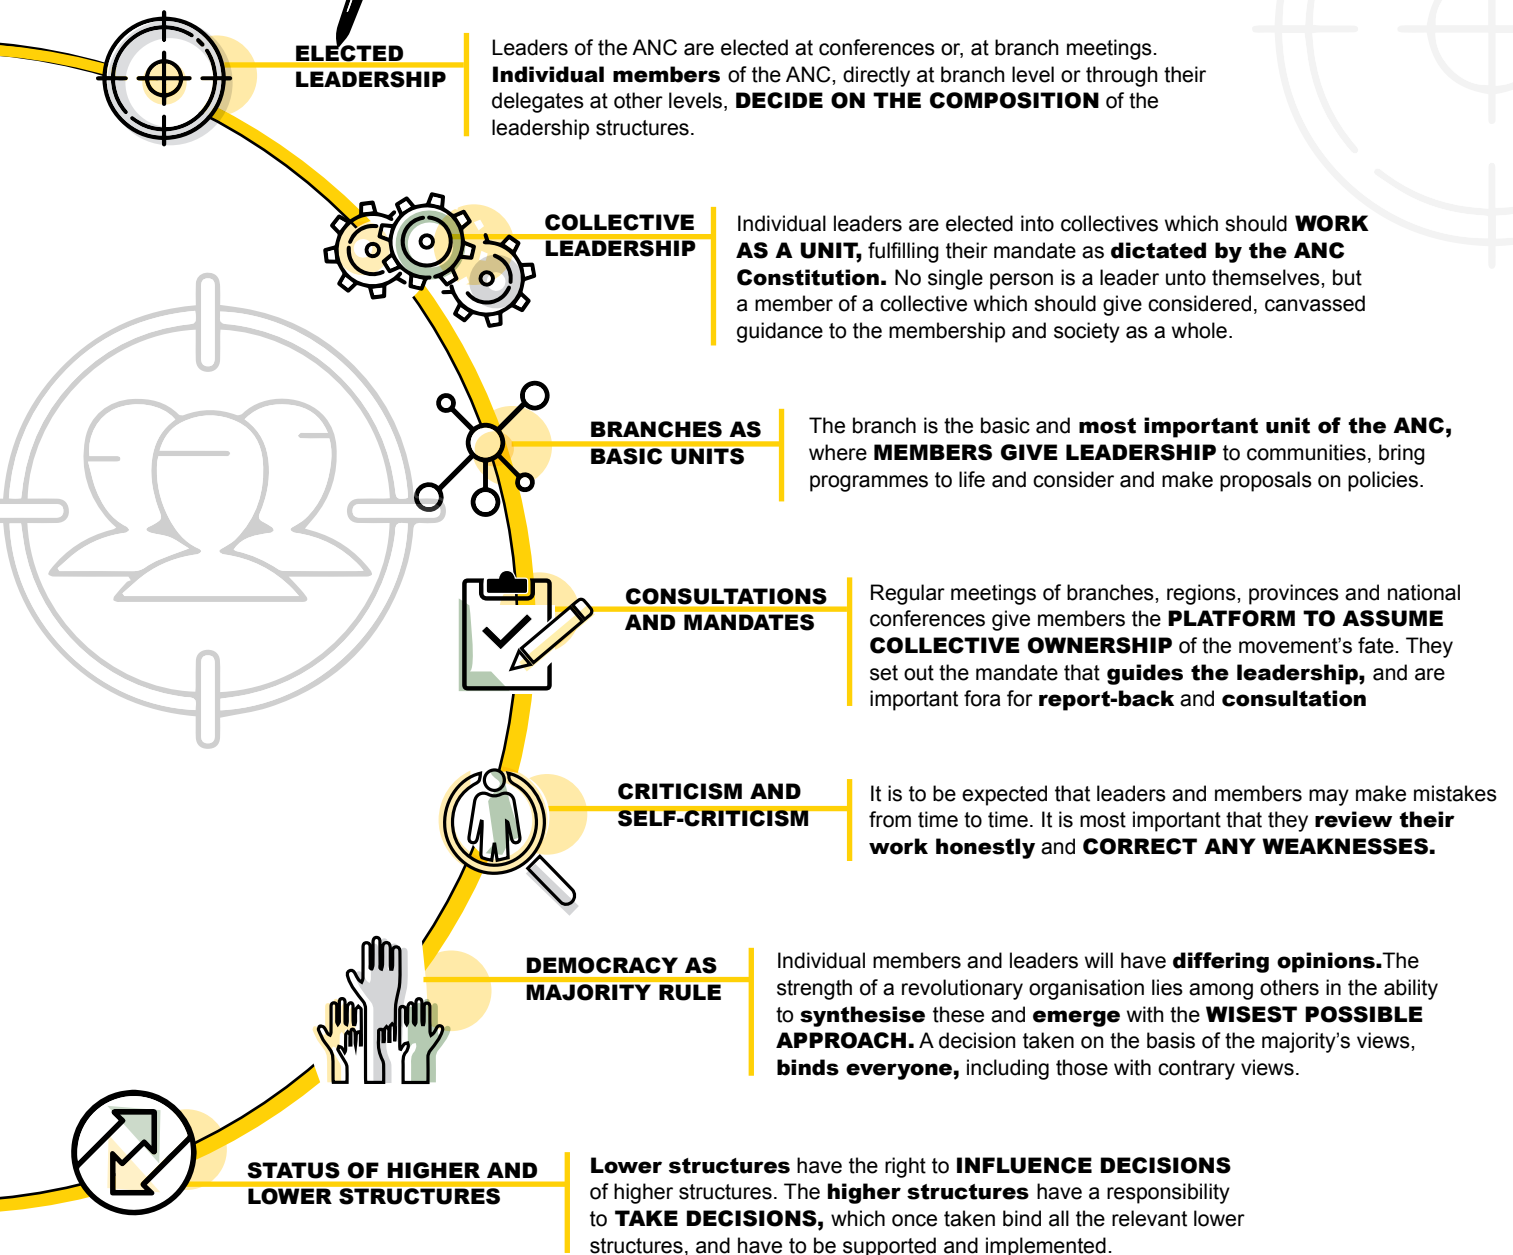 ELECTED
LEADERSHIP
Leaders of the ANC are elected at conferences or, at branch meetings.
Individual members of the ANC, directly at branch level or through their
delegates at other levels, DECIDE ON THE COMPOSITION of the
leadership structures.
COLLECTIVE
LEADERSHIP
Individual leaders are elected into collectives which should WORK
AS A UNIT, fulfilling their mandate as dictated by the ANC
Constitution. No single person is a leader unto themselves, but
a member of a collective which should give considered, canvassed
guidance to the membership and society as a whole.
BRANCHES AS
BASIC UNITS
The branch is the basic and most important unit of the ANC,
where MEMBERS GIVE LEADERSHIP to communities, bring
programmes to life and consider and make proposals on policies.
CONSULTATIONS
AND MANDATES
Regular meetings of branches, regions, provinces and national
conferences give members the PLATFORM TO ASSUME
COLLECTIVE OWNERSHIP of the movement's fate. They
set out the mandate that guides the leadership, and are
important fora for report-back and consultation
CRITICISM AND
SELF-CRITICISM
It is to be expected that leaders and members may make mistakes
from time to time. It is most important that they review their
work honestly and CORRECT ANY WEAKNESSES.
DEMOCRACY AS
MAJORITY RULE
Individual members and leaders will have differing opinions.The
strength of a revolutionary organisation lies among others in the ability
to synthesise these and emerge with the WISEST POSSIBLE
APPROACH. A decision taken on the basis of the majority's views,
binds everyone, including those with contrary views.
STATUS OF HIGHER AND
LOWER STRUCTURES
Lower structures have the right to INFLUENCE DECISIONS
of higher structures. The higher structures have a responsibility
to TAKE DECISIONS, which once taken bind all the relevant lower
structures, and have to be supported and implemented.